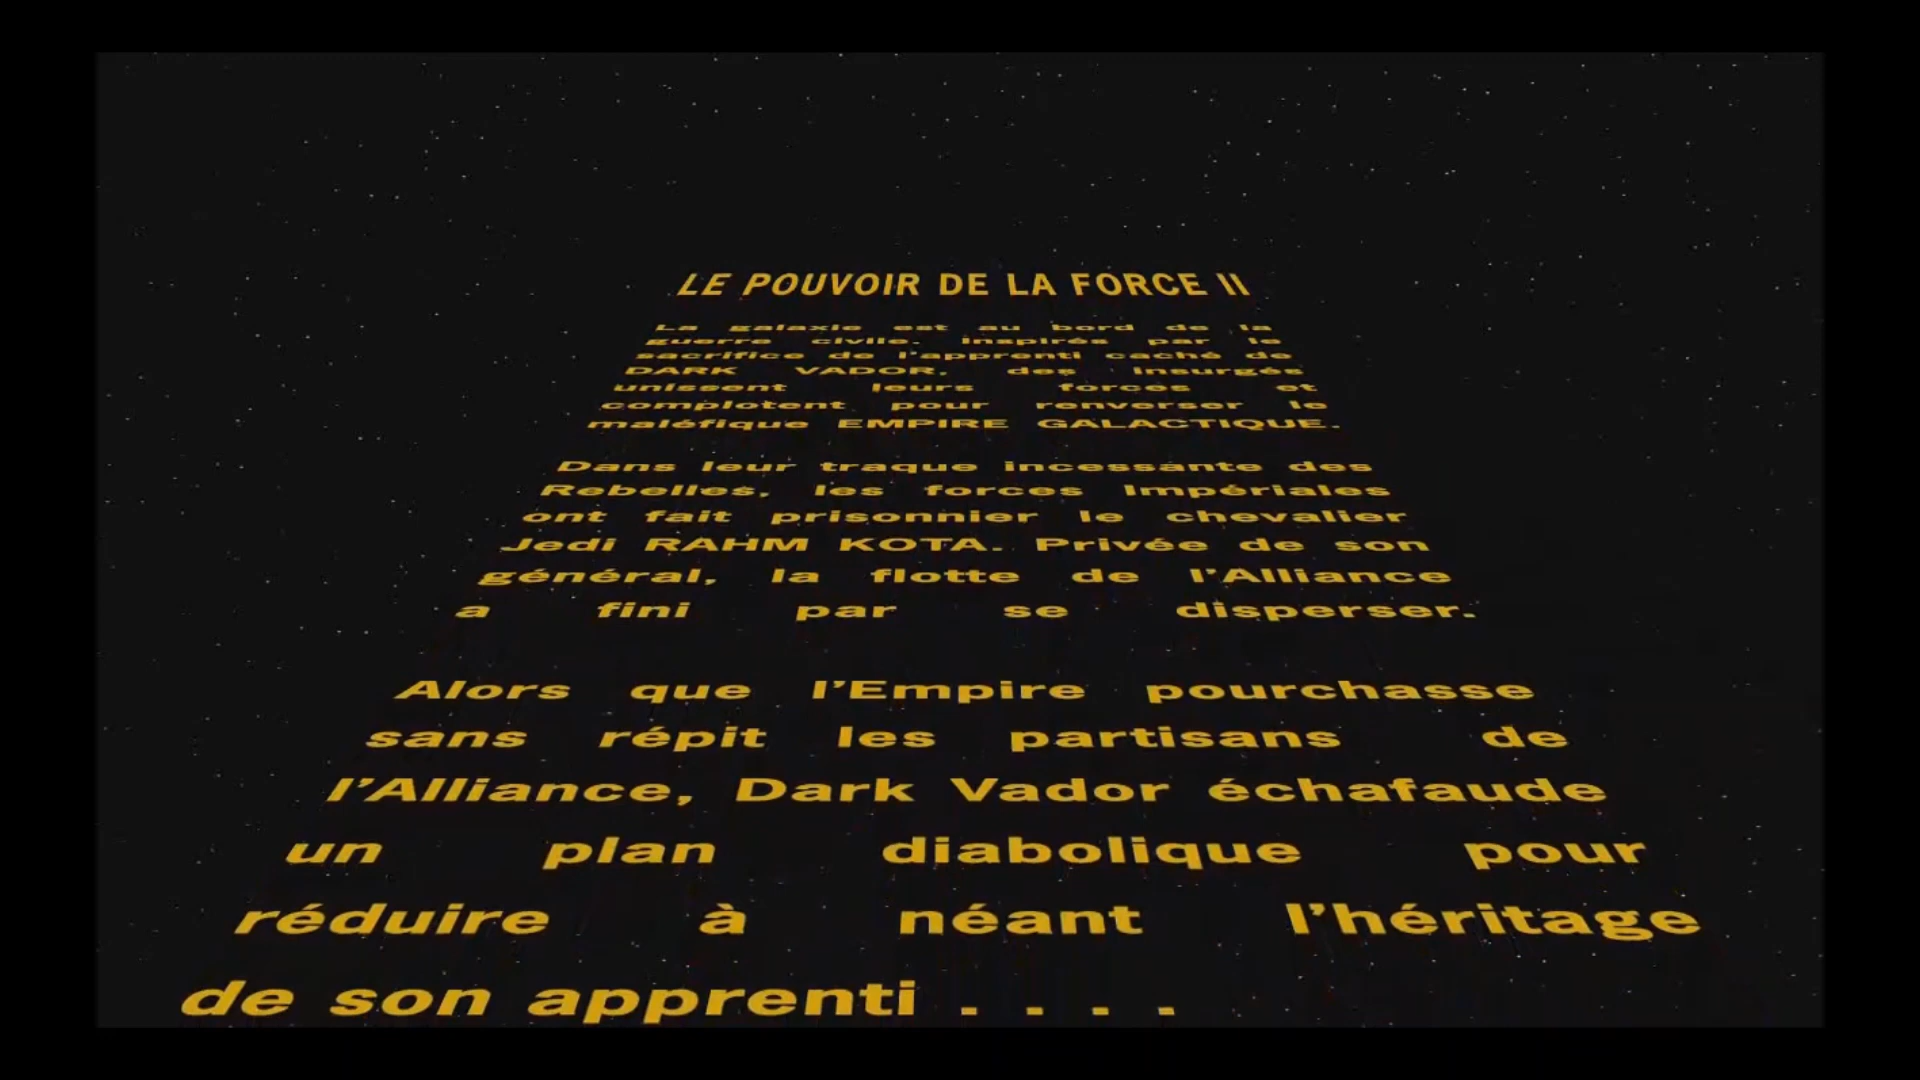 LE POUVOIR DE LA FORCE II
La galaxie est au bord de la
guerre civile. Inspirés par le
sacrifice de l'apprenti caché de
DARK VADOR, des insurgés
unissent leurs forces et
complotent pour renverser le
maléfique EMPIRE GALACTIQUE.
Dans leur traque incessante des
Rebelles, les forces Impériales
ont fait prisonnier le chevalier
Jedi RAHM KOTA. Privée de son
général, la flotte de l'Alliance
a fini par se disperser.
Alors que l'Empire pourchasse
sans répit les partisans de
l'Alliance, Dark Vador échafaude
un plan diabolique pour
réduire à néant l'héritage
de son apprenti . . . .